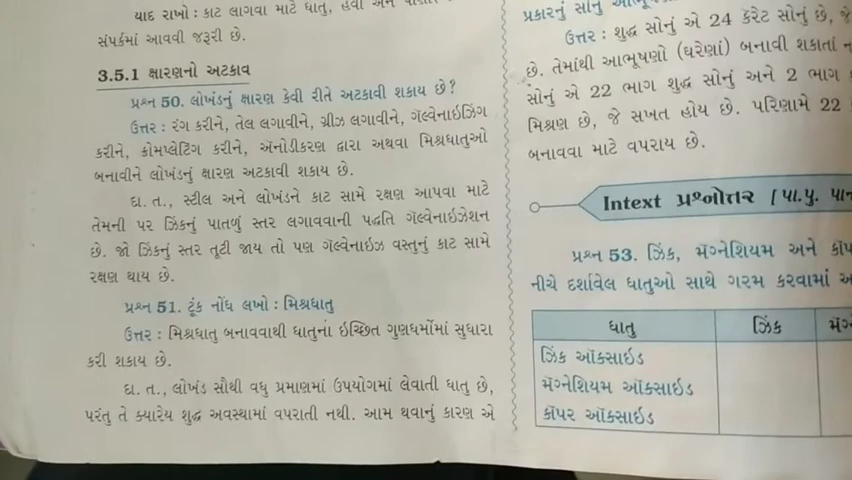 યાદ રાખો : કાટ લાગવા માટે ધાતુ, હવા અને
સંપર્કમાં આવવી જરૂરી છે.
3.5.1 ક્ષારણનો અટકાવ
પ્રશ્ન 50. લોખંડનું ક્ષારણ કેવી રીતે અટકાવી શકાય છે?
ઉત્તર : રંગ કરીને, તેલ લગાવીને, ગ્રીઝ લગાવીને, ગૅલ્વેનાઇઝિંગ
કરીને, ક્રોમપ્લેટિંગ કરીને, ઍનોડીકરણ દ્વારા અથવા મિશ્રધાતુઓ
બનાવીને લોખંડનું ક્ષારણ અટકાવી શકાય છે.
દા. ત., સ્ટીલ અને લોખંડને કાટ સામે રક્ષણ આપવા માટે
તેમની પર ઝિંકનું પાતળું સ્તર લગાવવાની પદ્ધતિ ગૅલ્વેનાઇઝેશન
છે. જો ઝિંકનું સ્તર તૂટી જાય તો પણ ગૅલ્વેનાઇઝ વસ્તુનું કાટ સામે
રક્ષણ થાય છે.
પ્રશ્ન 51. ટૂંક નોંધ લખો : મિશ્રધાતુ
ઉત્તર : મિશ્રધાતુ બનાવવાથી ધાતુનાં ઇચ્છિત ગુણધર્મોમાં સુધારા
કરી શકાય છે.
દા. ત., લોખંડ સૌથી વધુ પ્રમાણમાં ઉપયોગમાં લેવાતી ધાતુ છે,
પરંતુ તે ક્યારેય શુદ્ધ અવસ્થામાં વપરાતી નથી. આમ થવાનું કારણ એ
પ્રકારનું સોનું
ઉત્તર : શુદ્ધ સોનું એ 24 કૅરેટ સોનું છે, જે
છે. તેમાંથી આભૂષણો (ઘરેણાં) બનાવી શકાતાં ન
સોનું એ 22 ભાગ શુદ્ધ સોનું અને 2 ભાગ
મિશ્રણ છે, જે સખત હોય છે. પરિણામે 22
બનાવવા માટે વપરાય છે.
Intext પ્રશ્નોત્તર [પા.પુ. પાન
પ્રશ્ન 53. ઝિંક, મૅગ્નેશિયમ અને કૉપ
નીચે દર્શાવેલ ધાતુઓ સાથે ગરમ કરવામાં આ
ધાતુ ઝિંક મૅગ્
ઝિંક ઑક્સાઇડ
મૅગ્નેશિયમ ઑક્સાઇડ
કૉપર ઑક્સાઇડ